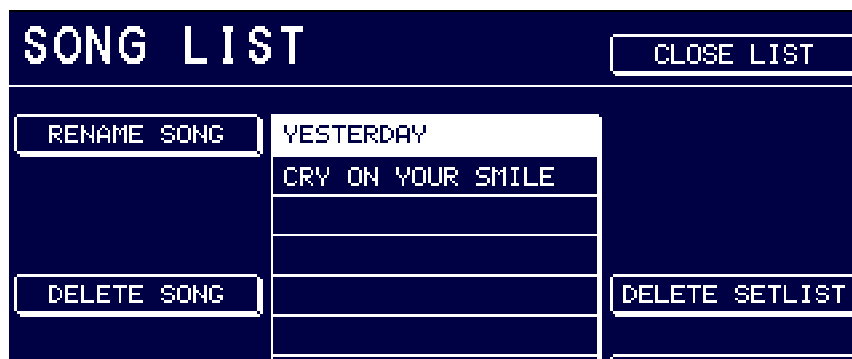 SONG LIST
CLOSE LIST
RENAME SONG
YESTERDAY
CRY ON YOUR SMILE
DELETE SONG
DELETE SETLIST